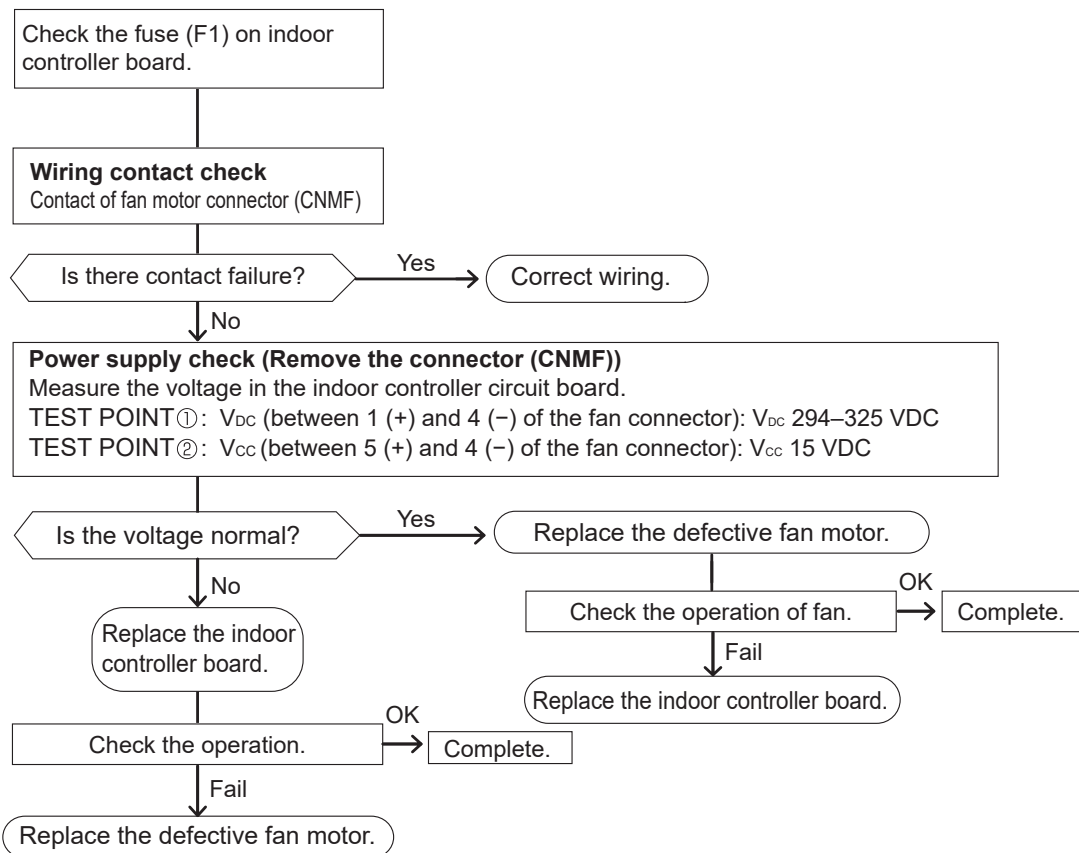 Check the fuse (F1) on indoor
controller board.
Wiring contact check
Contact of fan motor connector (CNMF)
Is there contact failure?
Yes
Correct wiring.
No
Power supply check (Remove the connector (CNMF))
Measure the voltage in the indoor controller circuit board.
TEST POINT①: VDC (between 1 (+) and 4 (−) of the fan connector): VDC 294–325 VDC
TEST POINT②: VCC (between 5 (+) and 4 (−) of the fan connector): VCC 15 VDC
Is the voltage normal?
Yes
Replace the defective fan motor.
No
OK
Check the operation of fan.
Complete.
Replace the indoor
controller board.
Fail
Replace the indoor controller board.
OK
Check the operation.
Complete.
Fail
Replace the defective fan motor.